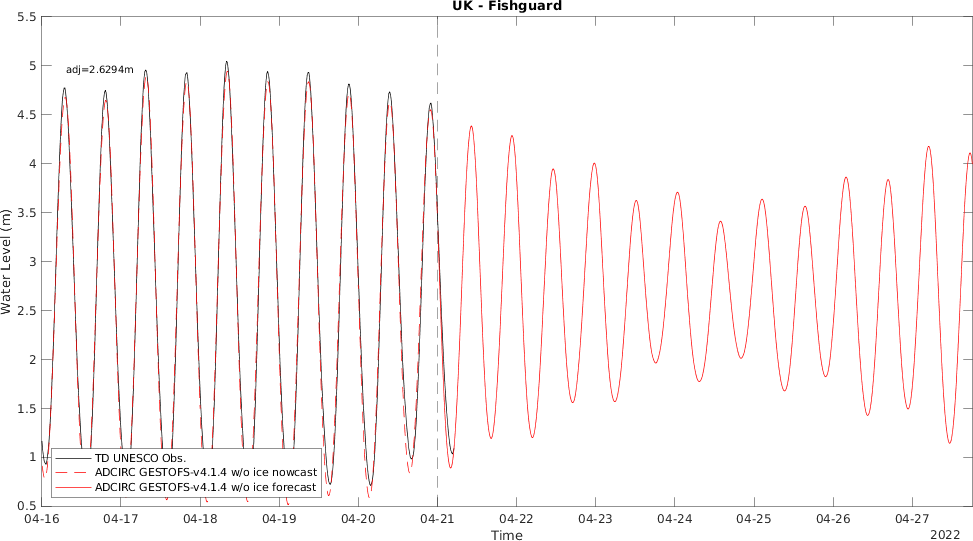 UK - Fishguard
5.5
5
4.5
4
3.5
3
2.5
2
1.5
1
0.5
Water Level (m)
adj=2.6294m
TD UNESCO Obs.
ADCIRC GESTOFS-v4.1.4 w/o ice nowcast
ADCIRC GESTOFS-v4.1.4 w/o ice forecast
04-16 04-17 04-18 04-19 04-20 04-21 04-22 04-23 04-24 04-25 04-26 04-27
Time
2022